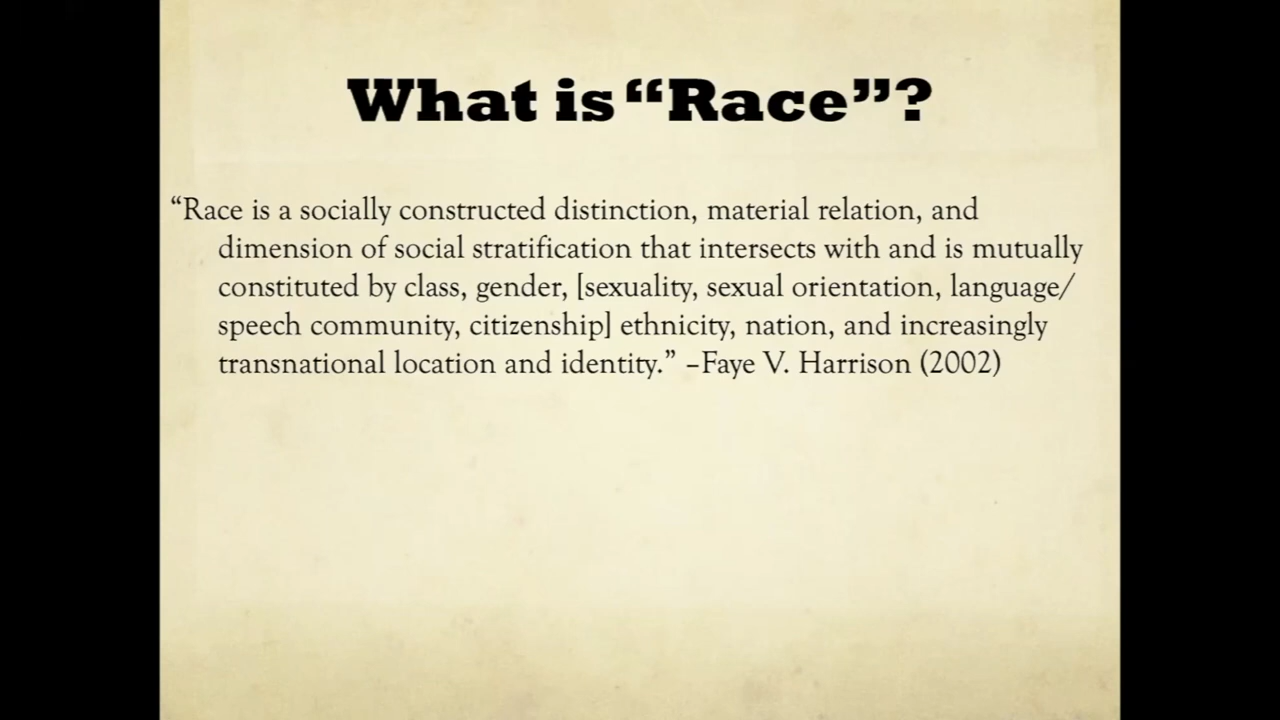 What is “Race”?
“Race is a socially constructed distinction, material relation, and
dimension of social stratification that intersects with and is mutually
constituted by class, gender, [sexuality, sexual orientation, language/
speech community, citizenship] ethnicity, nation, and increasingly
transnational location and identity.” –Faye V. Harrison (2002)